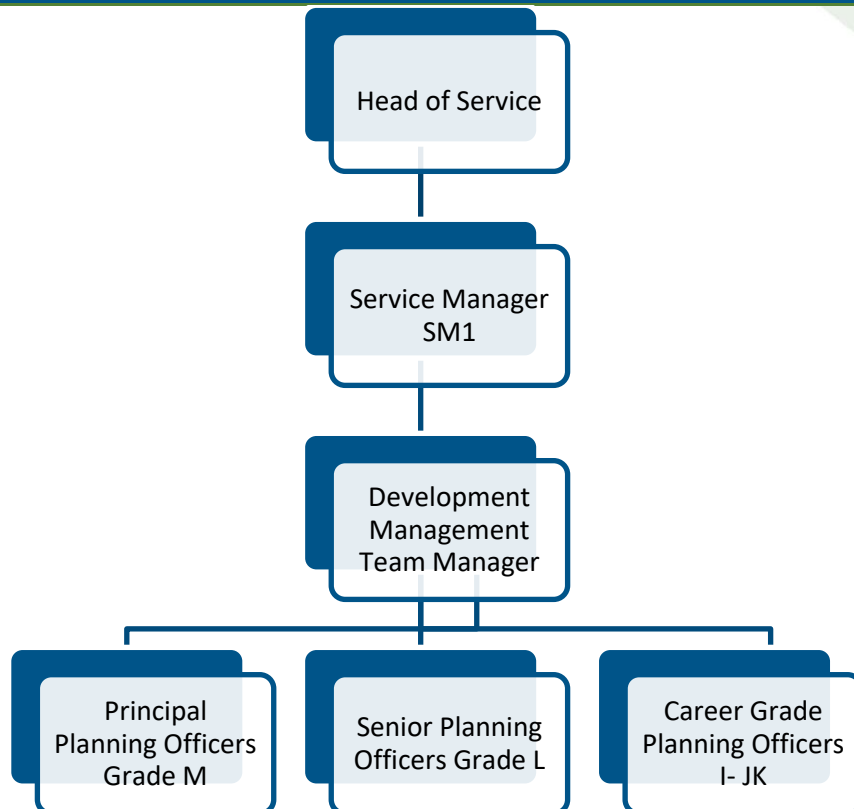 Head of Service
Service Manager
SM1
Development
Management
Team Manager
Principal
Planning Officers
Grade M
Senior Planning
Officers Grade L
Career Grade
Planning Officers
I- JK